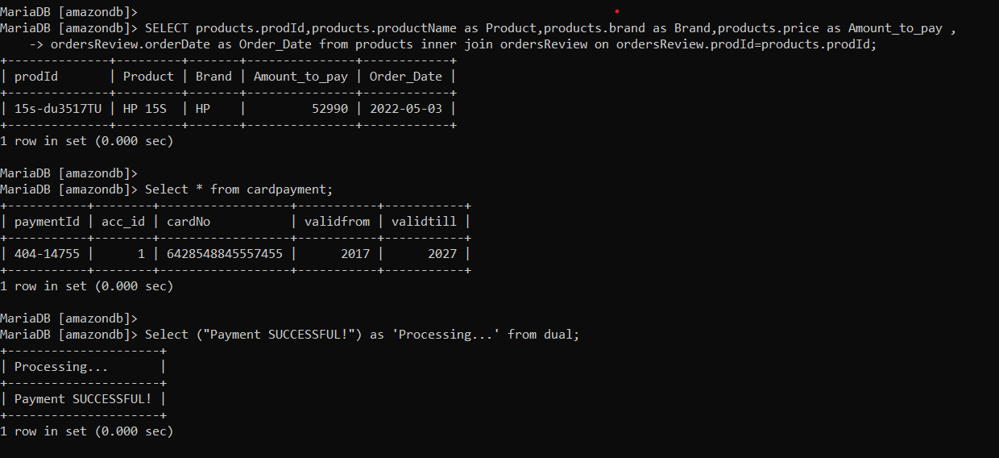 MariaDB [amazondb]>
MariaDB [amazondb]> SELECT products.prodId,products.productName as Product,products.brand as Brand,products.price as Amount_to_pay ,
    -> ordersReview.orderDate as Order_Date from products inner join ordersReview on ordersReview.prodId=products.prodId;
+--------------+---------+-------+---------------+------------+
| prodId       | Product | Brand | Amount_to_pay | Order_Date |
+--------------+---------+-------+---------------+------------+
| 15s-du3517TU | HP 15S  | HP    |         52990 | 2022-05-03 |
+--------------+---------+-------+---------------+------------+
1 row in set (0.000 sec)

MariaDB [amazondb]>
MariaDB [amazondb]> Select * from cardpayment;
+-----------+--------+------------------+-----------+-----------+
| paymentId | acc_id | cardNo           | validfrom | validtill |
+-----------+--------+------------------+-----------+-----------+
| 404-14755 |      1 | 6428548845557455 |      2017 |      2027 |
+-----------+--------+------------------+-----------+-----------+
1 row in set (0.000 sec)

MariaDB [amazondb]>
MariaDB [amazondb]> Select ("Payment SUCCESSFUL!") as 'Processing...' from dual;
+---------------------+
| Processing...       |
+---------------------+
| Payment SUCCESSFUL! |
+---------------------+
1 row in set (0.000 sec)